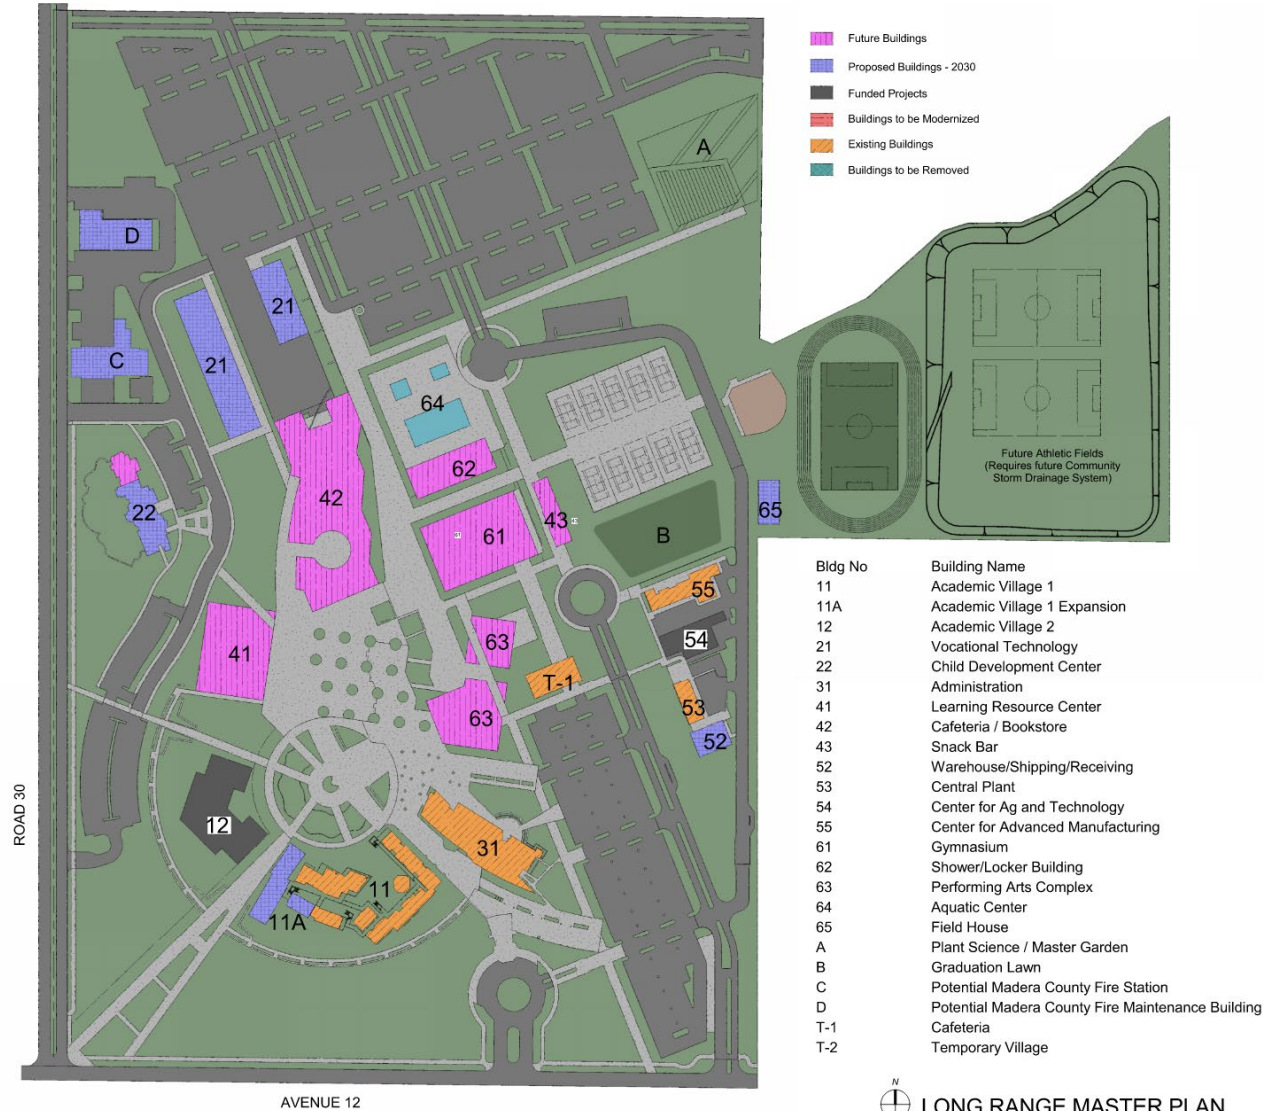 Future Buildings
Proposed Buildings - 2030
Funded Projects
Buildings to be Modernized
Existing Buildings
Buildings to be Removed
A
D
21
C
21
64
62
42
43
22
61
65
B
55
54
63
41
T-1
53
63
52
12
31
11
11A
Future Athletic Fields
(Requires future Community
Storm Drainage System)
Bldg No Building Name
11 Academic Village 1
11A Academic Village 1 Expansion
12 Academic Village 2
21 Vocational Technology
22 Child Development Center
31 Administration
41 Learning Resource Center
42 Cafeteria / Bookstore
43 Snack Bar
52 Warehouse/Shipping/Receiving
53 Central Plant
54 Center for Ag and Technology
55 Center for Advanced Manufacturing
61 Gymnasium
62 Shower/Locker Building
63 Performing Arts Complex
64 Aquatic Center
65 Field House
A Plant Science / Master Garden
B Graduation Lawn
C Potential Madera County Fire Station
D Potential Madera County Fire Maintenance Building
T-1 Cafeteria
T-2 Temporary Village
ROAD 30
AVENUE 12
N
LONG RANGE MASTER PLAN